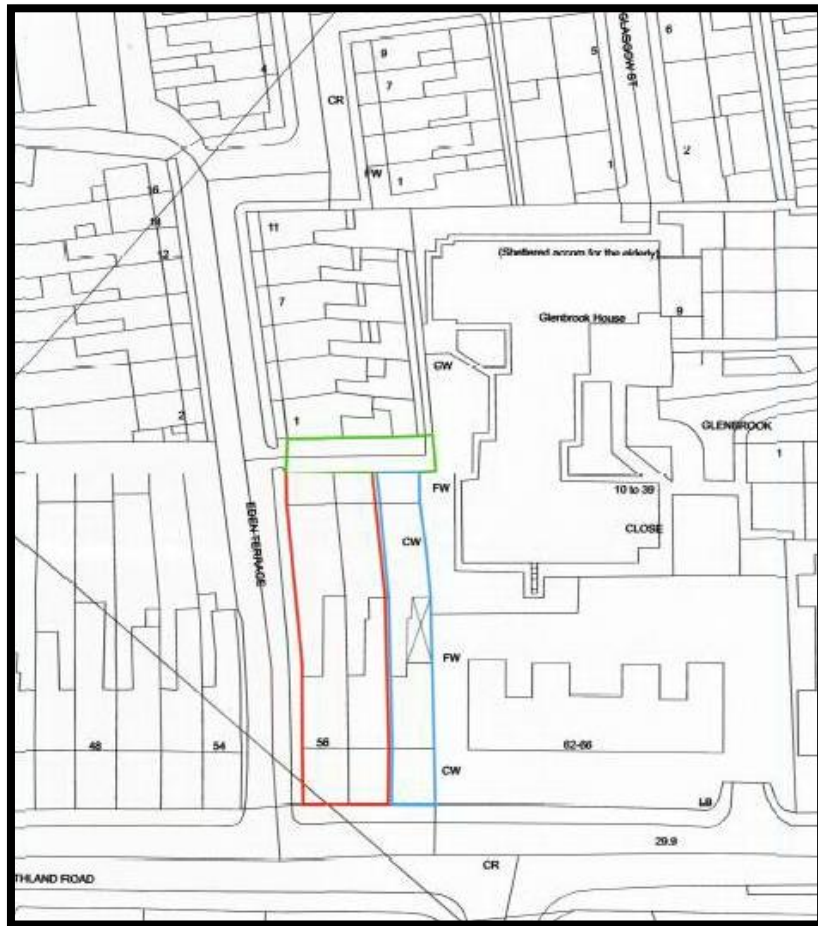 GLASGOW ST
6
9
5
4
7
CR
2
FW
1
1
16
14
12
11
(Sheltered accom for the elderly)
7
Glenbrook House
9
GW
2
1
GLENBROOK
1
FW
10 to 39
EDEN TERRACE
CW
CLOSE
FW
48
54
56
62-66
CW
LB
29.9
CR
THLAND ROAD